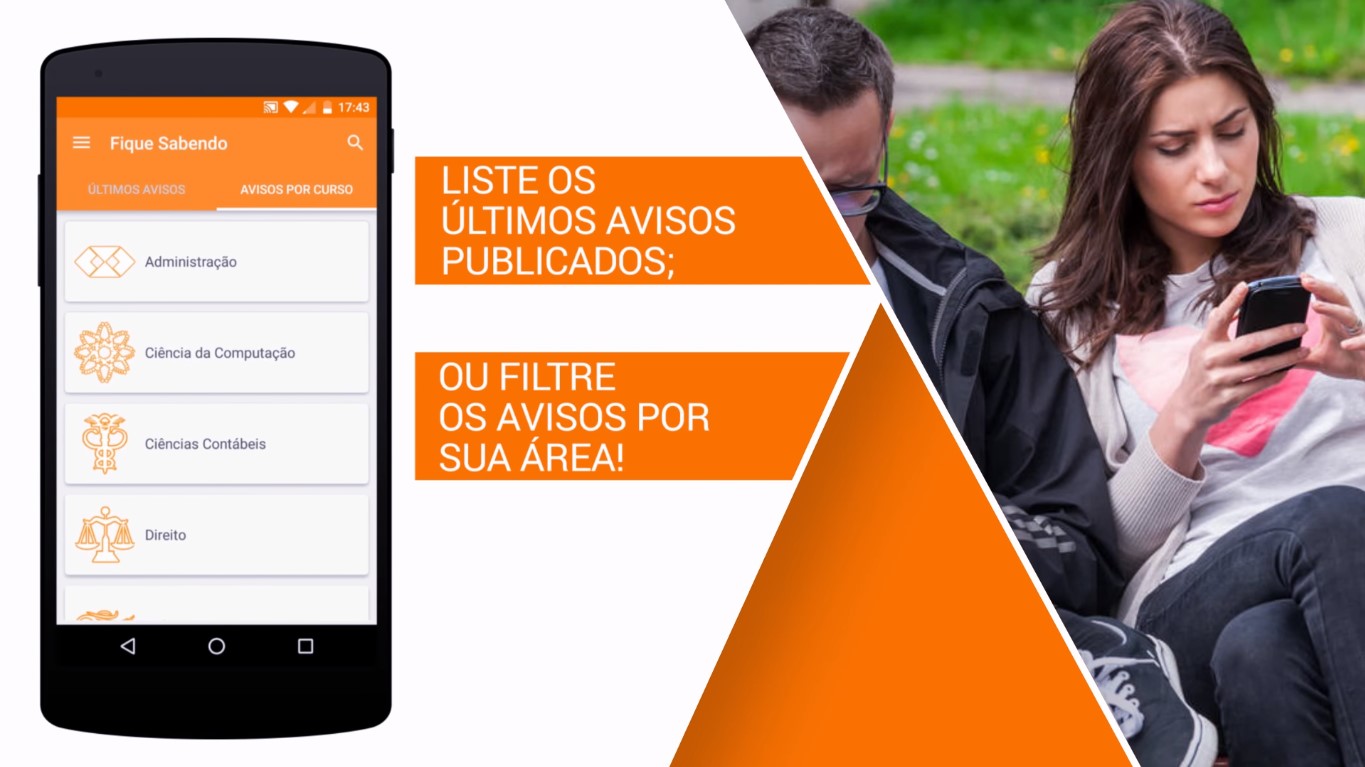 17:43
Fique Sabendo
ÚLTIMOS AVISOS
AVISOS POR CURSO
Administração
Ciência da Computação
Ciências Contábeis
Direito
LISTE OS
ÚLTIMOS AVISOS
PUBLICADOS;
OU FILTRE
OS AVISOS POR
SUA ÁREA!